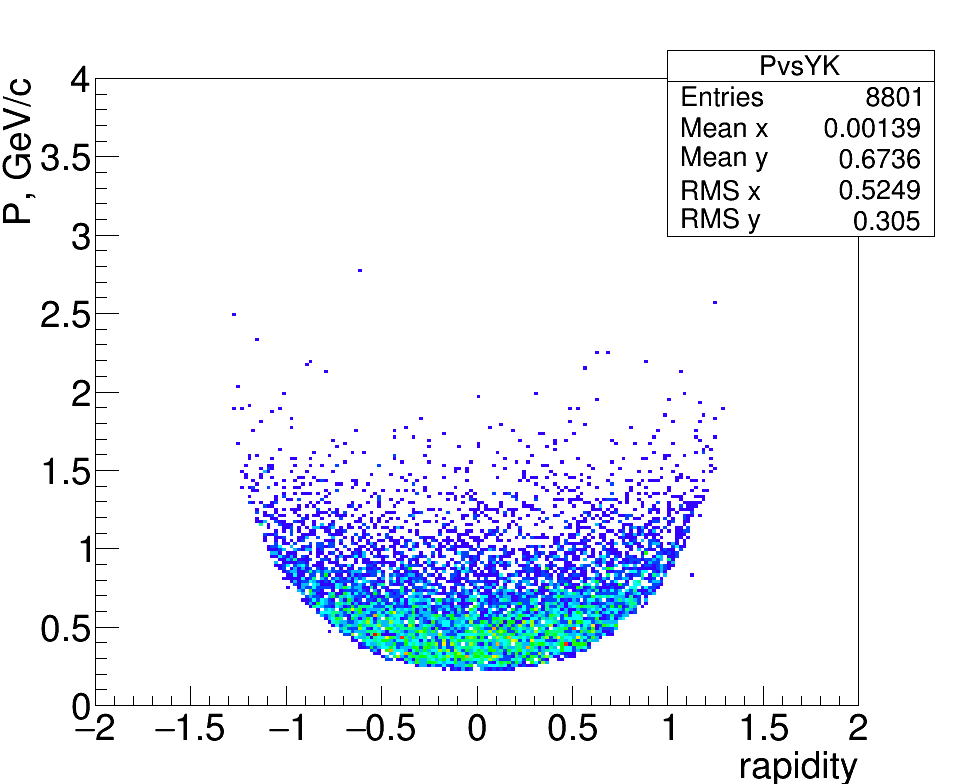 PvsYK
Entries 8801
Mean x 0.00139
Mean y 0.6736
RMS x 0.5249
RMS y 0.305
P, GeV/c
4
3.5
3
2.5
2
1.5
1
0.5
0
−2 −1.5 −1 −0.5 0 0.5 1 1.5 2
rapidity